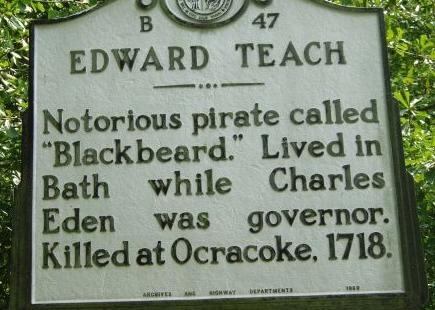 B 47
EDWARD TEACH
Notorious pirate called
"Blackbeard." Lived in
Bath while Charles
Eden was governor.
Killed at Ocracoke, 1718.
ARCHIVES AND HIGHWAY DEPARTMENTS